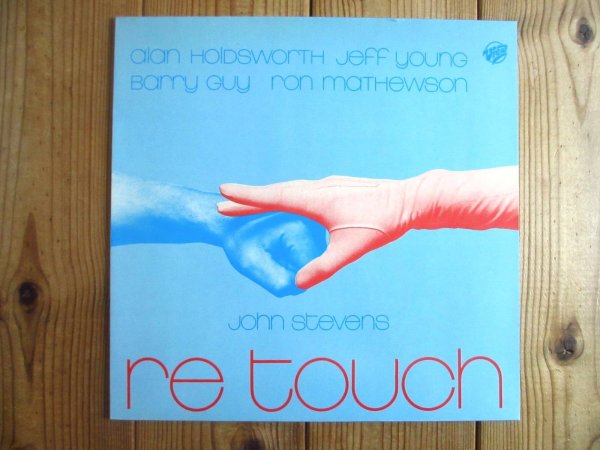 alan HOLDSWORTH Jeff young
Barry Guy ron mathewson
John stevens
re touch